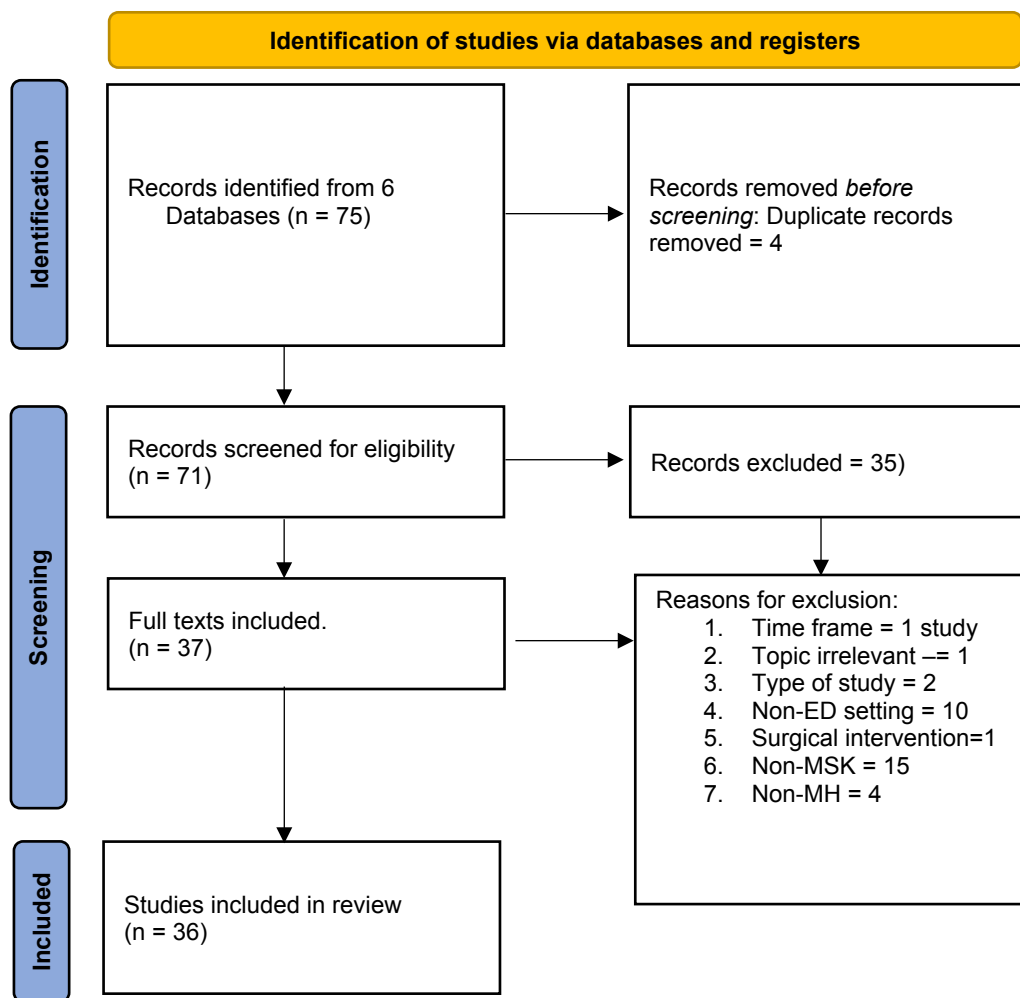 Identification of studies via databases and registers
Identification
Records identified from 6
Databases (n = 75)
Records removed before
screening: Duplicate records
removed = 4
Screening
Records screened for eligibility
(n = 71)
Records excluded = 35)
Full texts included.
(n = 37)
Reasons for exclusion:
1. Time frame = 1 study
2. Topic irrelevant –= 1
3. Type of study = 2
4. Non-ED setting = 10
5. Surgical intervention=1
6. Non-MSK = 15
7. Non-MH = 4
Included
Studies included in review
(n = 36)